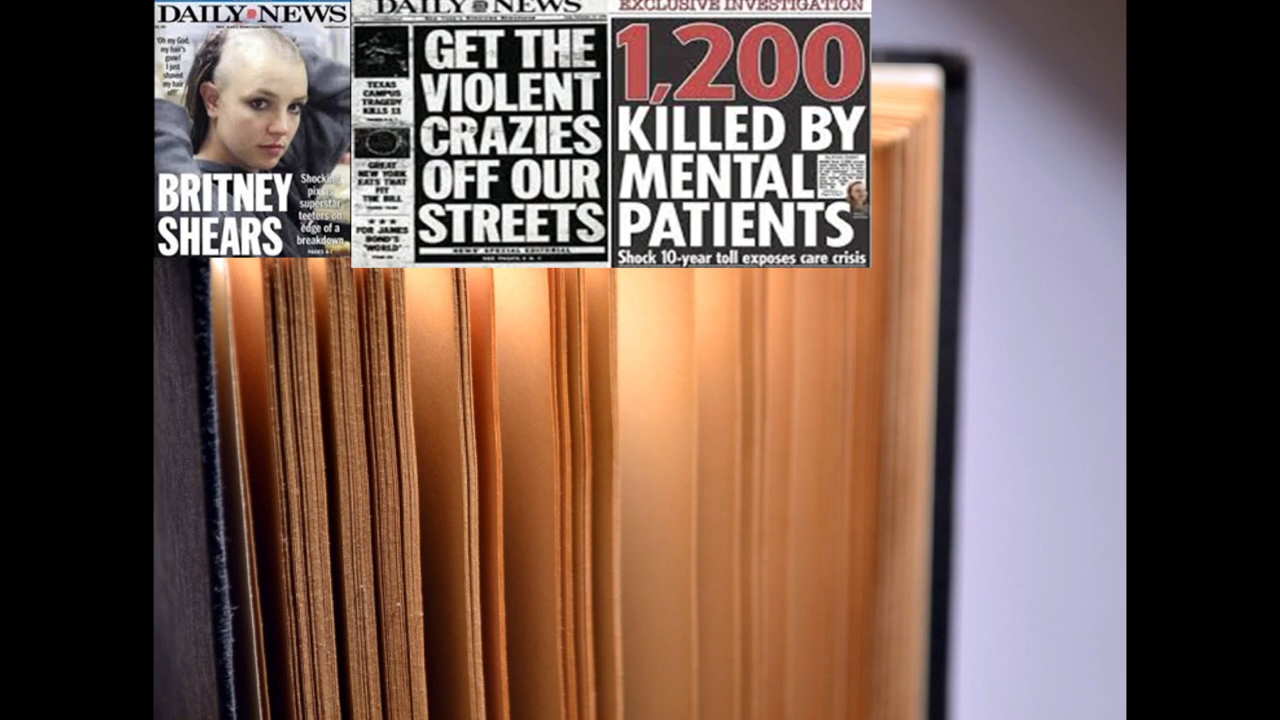 DAILY NEWS
'Oh my God,
my hair's
gone!
I just
shaved
my hair
off!'
BRITNEY
SHEARS
Shocking
pix as
superstar
teeters on
edge of a
breakdown
DAILY NEWS
TEXAS
CAMPUS
TRAGEDY
KILLS 11
GREAT
NEW YORK
EATS THAT
FIT
THE BILL
FOR JAMES
BOND'S
'WORLD'
GET THE
VIOLENT
CRAZIES
OFF OUR
STREETS
NEWS' SPECIAL EDITORIAL
EXCLUSIVE INVESTIGATION
1,200
KILLED BY
MENTAL
PATIENTS
Shock 10-year toll exposes care crisis